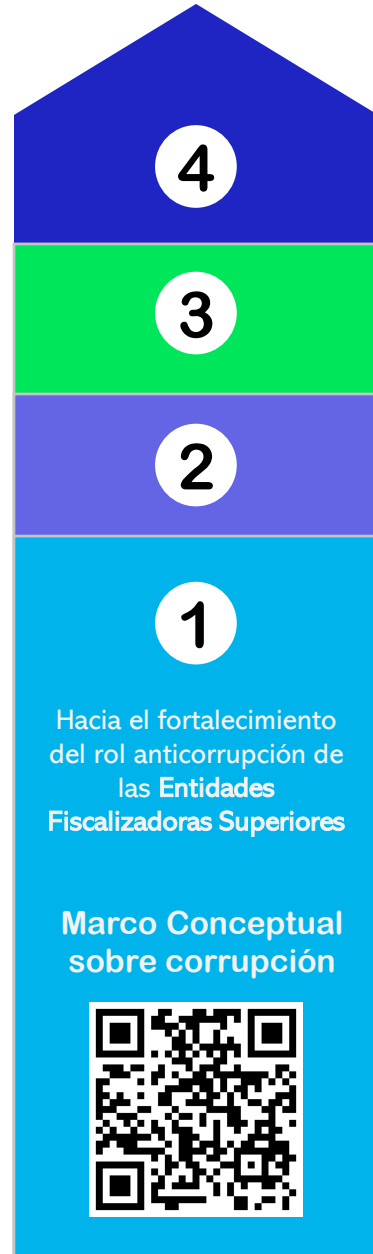 4
3
2
1
Hacia el fortalecimiento
del rol anticorrupción de
las Entidades
Fiscalizadoras Superiores
Marco Conceptual
sobre corrupción